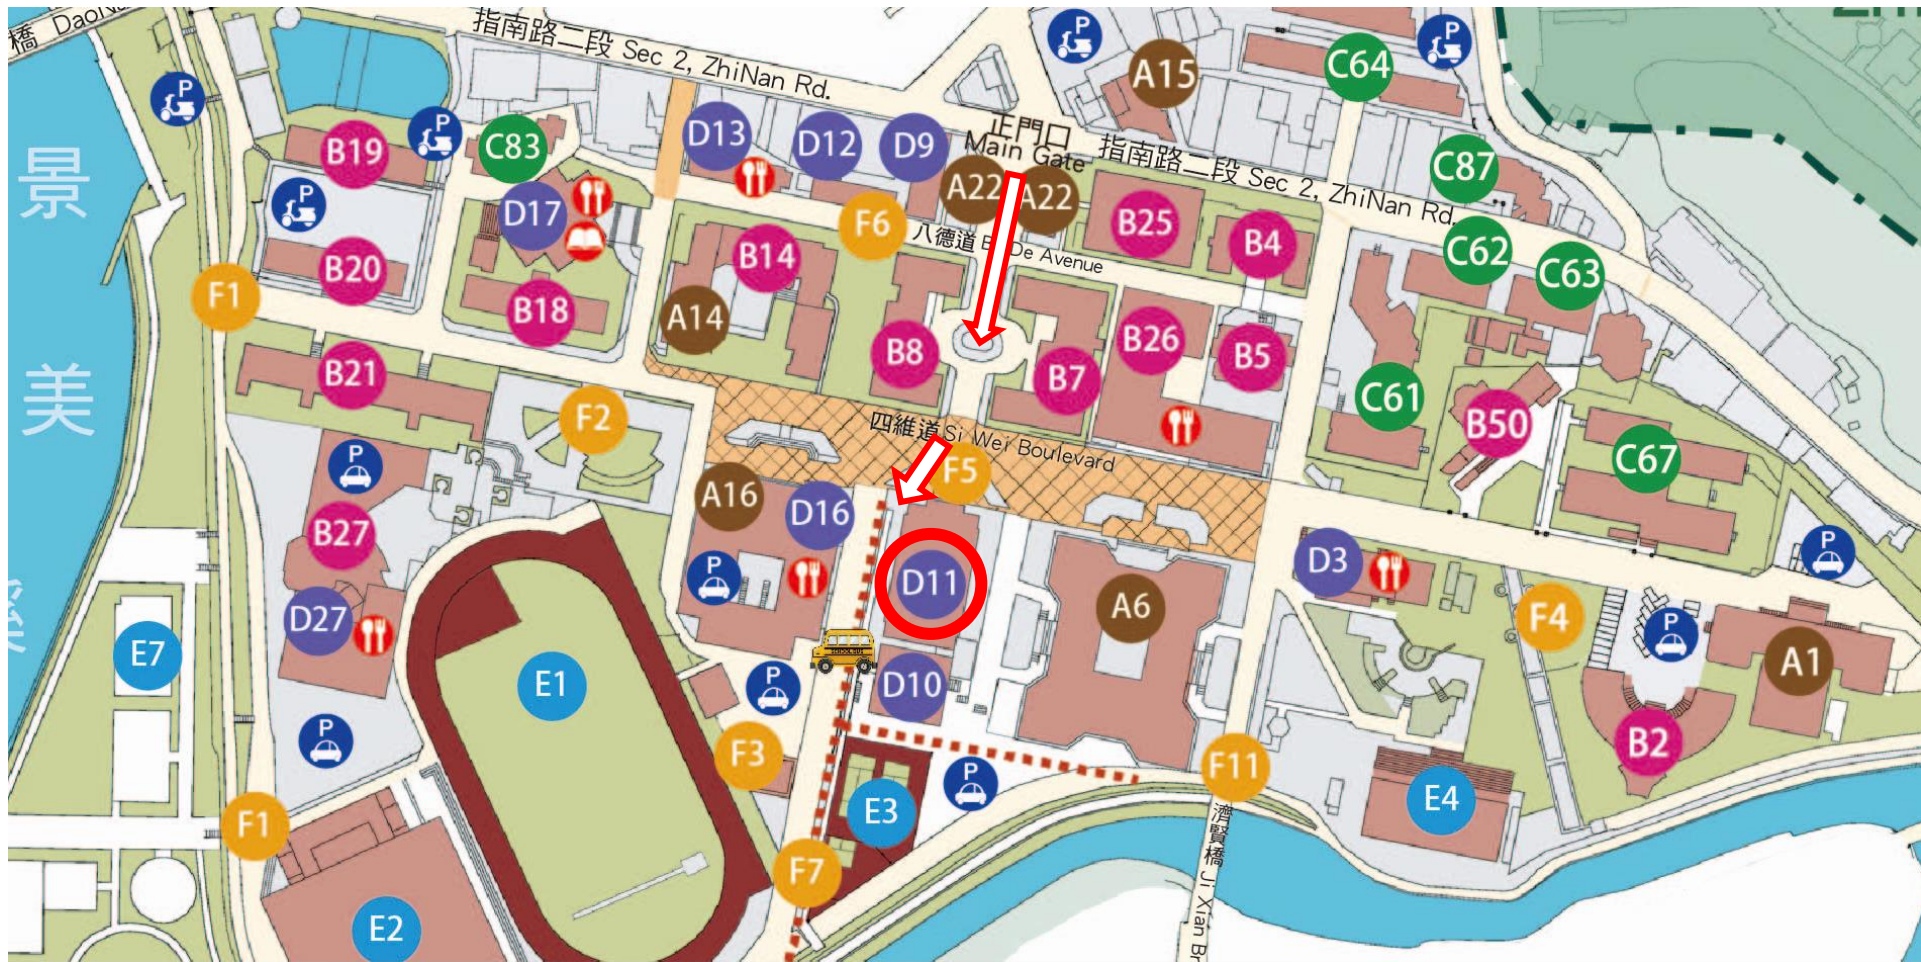 橋 DaoNa
指南路二段 Sec 2, ZhiNan Rd.
正門口
Main Gate
指南路二段 Sec 2, ZhiNan Rd.
P
P
P
A15
C64
P
C87
B19
P
C83
D13
D12
D9
A22
A22
B25
B4
C62
C63
景
美
P
D17
F6
八德道
De Avenue
B20
F1
B18
B14
A14
B8
B7
B26
B5
C61
B50
C67
B21
F2
四維道 Si Wei Boulevard
F5
P
A16
D16
B27
P
D11
D3
P
A6
F4
P
A1
D27
E7
E1
P
D10
B2
P
F3
P
F11
E3
E4
F1
F7
E2
濟賢橋 Ji Xian Br